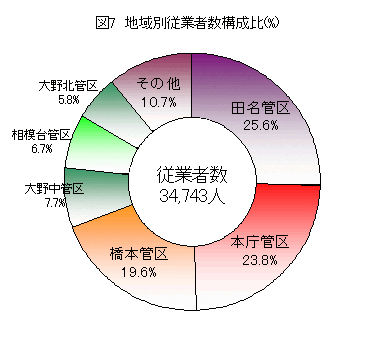 図7 地域別従業者数構成比(%)
田名管区
25.6%
本庁管区
23.8%
橋本管区
19.6%
大野中管区
7.7%
相模台管区
6.7%
大野北管区
5.8%
その他
10.7%
従業者数
34,743人